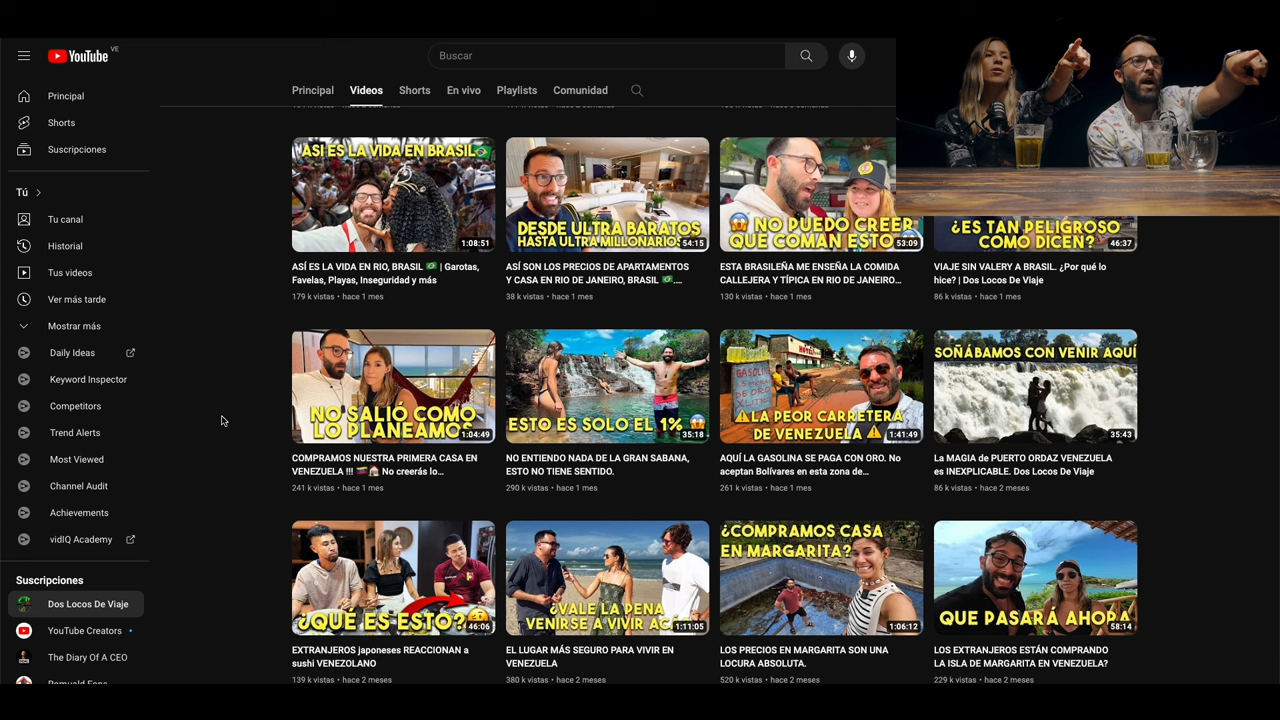 YouTube VE
Buscar
Principal
Videos
Shorts
En vivo
Playlists
Comunidad
Principal
Shorts
Suscripciones
Tú
Tu canal
Historial
Tus videos
Ver más tarde
Mostrar más
Daily Ideas
Keyword Inspector
Competitors
Trend Alerts
Most Viewed
Channel Audit
Achievements
vidIQ Academy
Suscripciones
Dos Locos De Viaje
YouTube Creators
The Diary Of A CEO
ASI ES LA VIDA EN BRASIL
1:08:51
ASÍ ES LA VIDA EN RIO, BRASIL 🇧🇷 | Garotas,
Favelas, Playas, Inseguridad y más
179 k vistas • hace 1 mes
DESDE ULTRA BARATOS
HASTA ULTRA MILLONARIOS
54:15
ASÍ SON LOS PRECIOS DE APARTAMENTOS
Y CASA EN RIO DE JANEIRO, BRASIL 🇧🇷....
38 k vistas • hace 1 mes
😱 NO PUEDO CREER
QUE COMAN ESTO
53:09
ESTA BRASILEÑA ME ENSEÑA LA COMIDA
CALLEJERA Y TÍPICA EN RIO DE JANEIRO...
130 k vistas • hace 1 mes
¿ES TAN PELIGROSO
COMO DICEN?
46:37
VIAJE SIN VALERY A BRASIL. ¿Por qué lo
hice? | Dos Locos De Viaje
86 k vistas • hace 1 mes
NO SALIÓ COMO
LO PLANEAMOS
1:04:49
COMPRAMOS NUESTRA PRIMERA CASA EN
VENEZUELA !!! 🇻🇪🏠 No creerás lo...
241 k vistas • hace 1 mes
ESTO ES SOLO EL 1% 😱
35:18
NO ENTIENDO NADA DE LA GRAN SABANA,
ESTO NO TIENE SENTIDO.
290 k vistas • hace 1 mes
HOTEL
GASOLINA
DE ORO
⚠LA PEOR CARRETERA
DE VENEZUELA ⚠
1:41:49
AQUÍ LA GASOLINA SE PAGA CON ORO. No
aceptan Bolívares en esta zona de...
261 k vistas • hace 1 mes
SOÑÁBAMOS CON VENIR AQUÍ
35:43
La MAGIA de PUERTO ORDAZ VENEZUELA
es INEXPLICABLE. Dos Locos De Viaje
86 k vistas • hace 2 meses
¿QUÉ ES ESTO?
46:06
EXTRANJEROS japoneses REACCIONAN a
sushi VENEZOLANO
139 k vistas • hace 2 meses
¿VALE LA PENA
VENIRSE A VIVIR ACÁ
1:11:05
EL LUGAR MÁS SEGURO PARA VIVIR EN
VENEZUELA
380 k vistas • hace 2 meses
¿COMPRAMOS CASA
EN MARGARITA?
1:06:12
LOS PRECIOS EN MARGARITA SON UNA
LOCURA ABSOLUTA.
520 k vistas • hace 2 meses
QUE PASARÁ AHORA
58:14
LOS EXTRANJEROS ESTÁN COMPRANDO
LA ISLA DE MARGARITA EN VENEZUELA?
229 k vistas • hace 2 meses